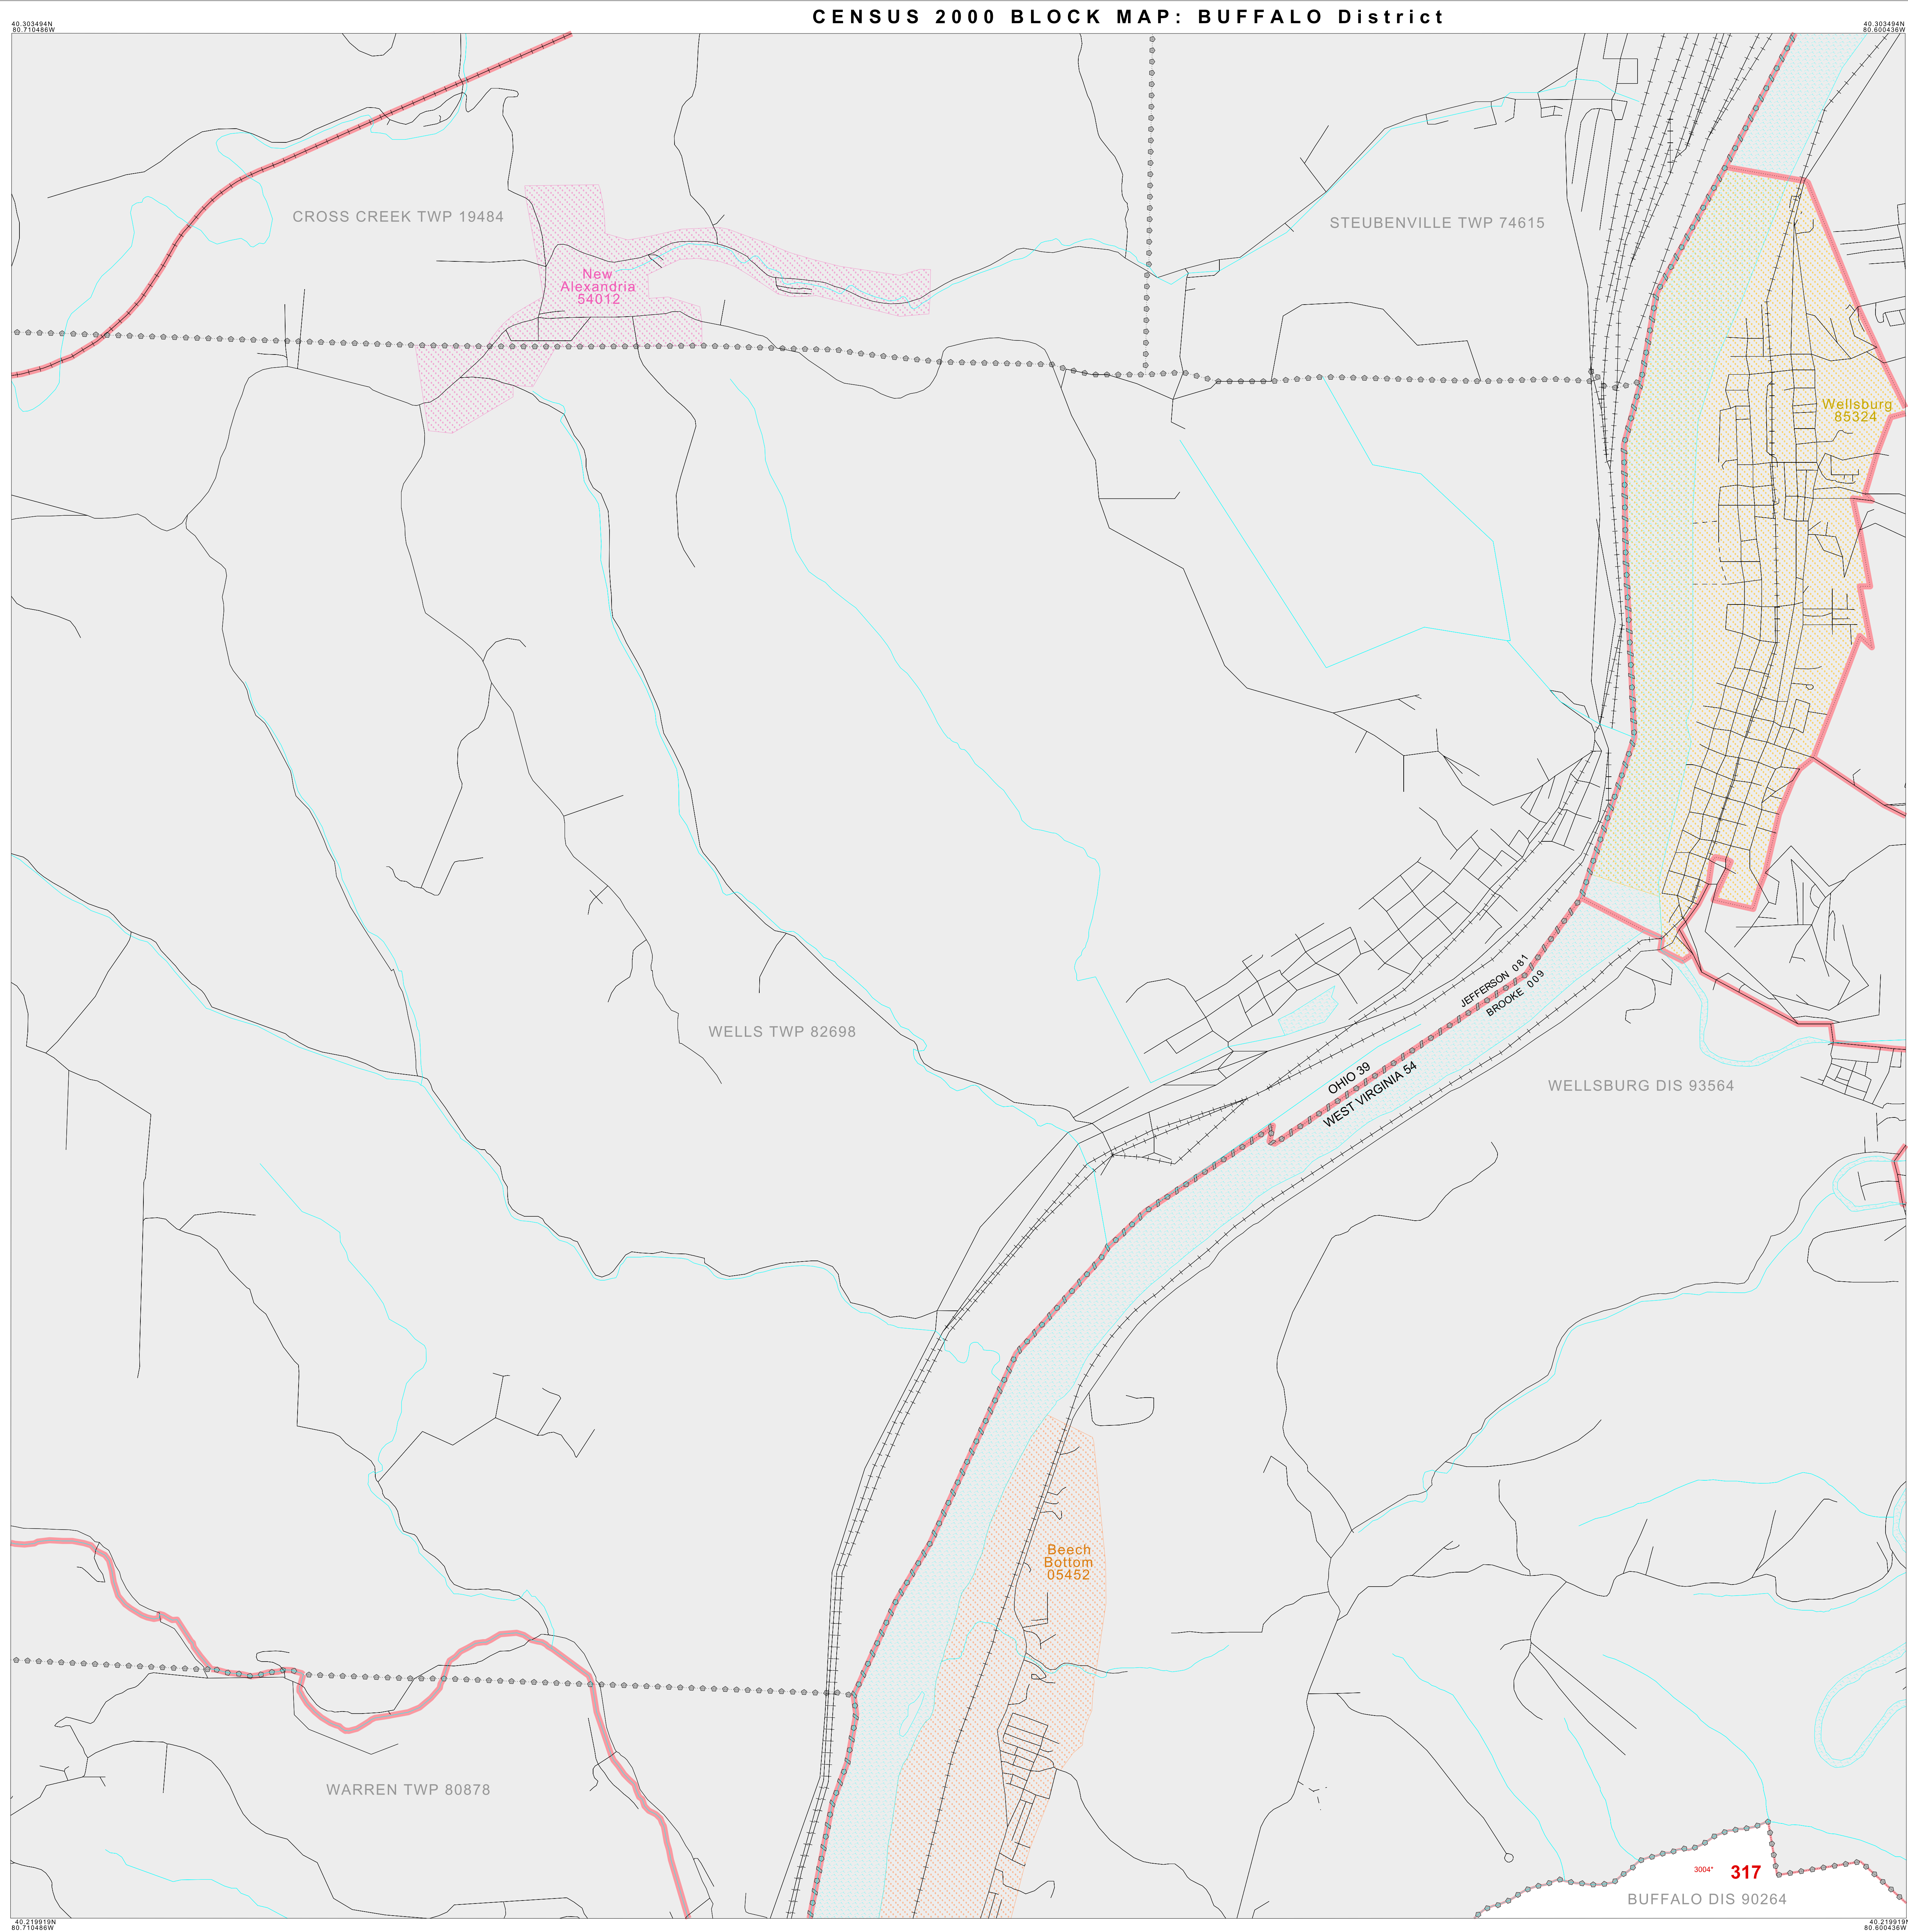 CENSUS 2000 BLOCK MAP: BUFFALO District
40.303494N
80.710486W
40.303494N
80.600436W
CROSS CREEK TWP 19484
STEUBENVILLE TWP 74615
New
Alexandria
54012
Wellsburg
85324
JEFFERSON 081
BROOKE 009
WELLS TWP 82698
OHIO 39
WEST VIRGINIA 54
WELLSBURG DIS 93564
Beech
Bottom
05452
WARREN TWP 80878
3004*
317
BUFFALO DIS 90264
40.219919N
80.710486W
40.219919N
80.600436W